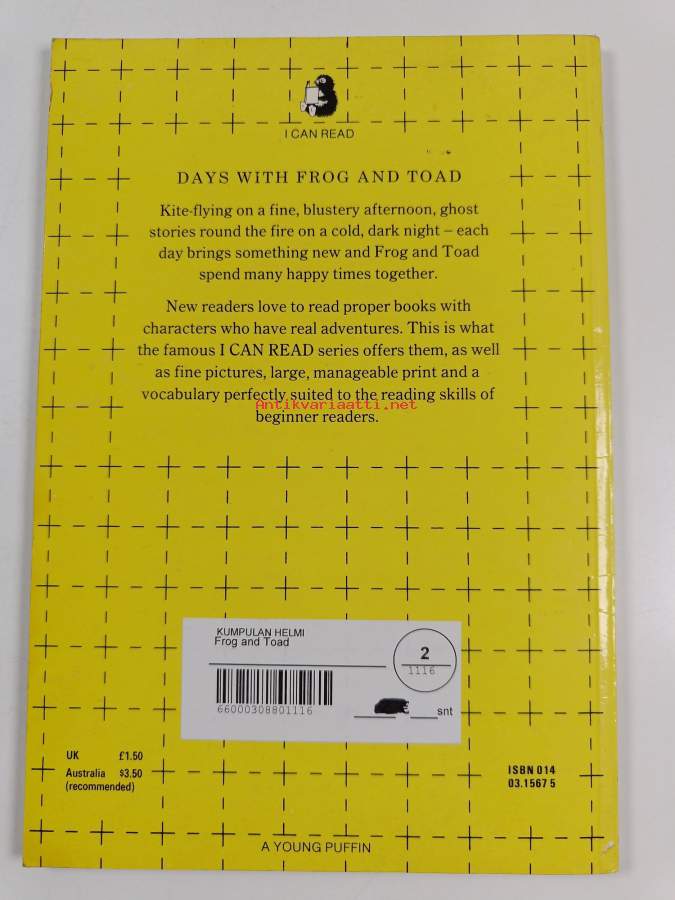 I CAN READ
DAYS WITH FROG AND TOAD
Kite-flying on a fine, blustery afternoon, ghost
stories round the fire on a cold, dark night – each
day brings something new and Frog and Toad
spend many happy times together.
New readers love to read proper books with
characters who have real adventures. This is what
the famous I CAN READ series offers them, as well
as fine pictures, large, manageable print and a
vocabulary perfectly suited to the reading skills of
Antikvariaatti.net
beginner readers.
KUMPULAN HELMI
Frog and Toad
2
1116
66000308801116
€ snt
UK £1.50
Australia $3.50
(recommended)
ISBN 014
03.1567 5
A YOUNG PUFFIN